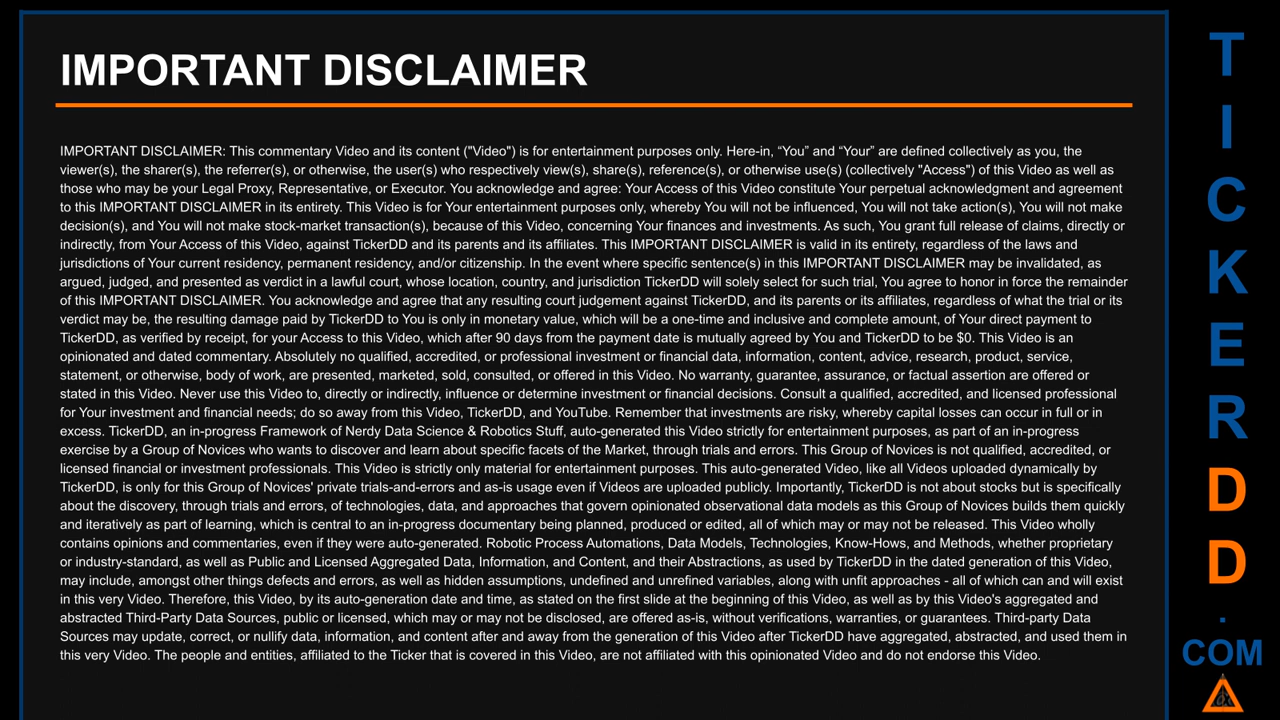 IMPORTANT DISCLAIMER
IMPORTANT DISCLAIMER: This commentary Video and its content ("Video") is for entertainment purposes only. Here-in, “You” and “Your” are defined collectively as you, the
viewer(s), the sharer(s), the referrer(s), or otherwise, the user(s) who respectively view(s), share(s), reference(s), or otherwise use(s) (collectively "Access") of this Video as well as
those who may be your Legal Proxy, Representative, or Executor. You acknowledge and agree: Your Access of this Video constitute Your perpetual acknowledgment and agreement
to this IMPORTANT DISCLAIMER in its entirety. This Video is for Your entertainment purposes only, whereby You will not be influenced, You will not take action(s), You will not make
decision(s), and You will not make stock-market transaction(s), because of this Video, concerning Your finances and investments. As such, You grant full release of claims, directly or
indirectly, from Your Access of this Video, against TickerDD and its parents and its affiliates. This IMPORTANT DISCLAIMER is valid in its entirety, regardless of the laws and
jurisdictions of Your current residency, permanent residency, and/or citizenship. In the event where specific sentence(s) in this IMPORTANT DISCLAIMER may be invalidated, as
argued, judged, and presented as verdict in a lawful court, whose location, country, and jurisdiction TickerDD will solely select for such trial, You agree to honor in force the remainder
of this IMPORTANT DISCLAIMER. You acknowledge and agree that any resulting court judgement against TickerDD, and its parents or its affiliates, regardless of what the trial or its
verdict may be, the resulting damage paid by TickerDD to You is only in monetary value, which will be a one-time and inclusive and complete amount, of Your direct payment to
TickerDD, as verified by receipt, for your Access to this Video, which after 90 days from the payment date is mutually agreed by You and TickerDD to be $0. This Video is an
opinionated and dated commentary. Absolutely no qualified, accredited, or professional investment or financial data, information, content, advice, research, product, service,
statement, or otherwise, body of work, are presented, marketed, sold, consulted, or offered in this Video. No warranty, guarantee, assurance, or factual assertion are offered or
stated in this Video. Never use this Video to, directly or indirectly, influence or determine investment or financial decisions. Consult a qualified, accredited, and licensed professional
for Your investment and financial needs; do so away from this Video, TickerDD, and YouTube. Remember that investments are risky, whereby capital losses can occur in full or in
excess. TickerDD, an in-progress Framework of Nerdy Data Science & Robotics Stuff, auto-generated this Video strictly for entertainment purposes, as part of an in-progress
exercise by a Group of Novices who wants to discover and learn about specific facets of the Market, through trials and errors. This Group of Novices is not qualified, accredited, or
licensed financial or investment professionals. This Video is strictly only material for entertainment purposes. This auto-generated Video, like all Videos uploaded dynamically by
TickerDD, is only for this Group of Novices' private trials-and-errors and as-is usage even if Videos are uploaded publicly. Importantly, TickerDD is not about stocks but is specifically
about the discovery, through trials and errors, of technologies, data, and approaches that govern opinionated observational data models as this Group of Novices builds them quickly
and iteratively as part of learning, which is central to an in-progress documentary being planned, produced or edited, all of which may or may not be released. This Video wholly
contains opinions and commentaries, even if they were auto-generated. Robotic Process Automations, Data Models, Technologies, Know-Hows, and Methods, whether proprietary
or industry-standard, as well as Public and Licensed Aggregated Data, Information, and Content, and their Abstractions, as used by TickerDD in the dated generation of this Video,
may include, amongst other things defects and errors, as well as hidden assumptions, undefined and unrefined variables, along with unfit approaches - all of which can and will exist
in this very Video. Therefore, this Video, by its auto-generation date and time, as stated on the first slide at the beginning of this Video, as well as by this Video's aggregated and
abstracted Third-Party Data Sources, public or licensed, which may or may not be disclosed, are offered as-is, without verifications, warranties, or guarantees. Third-party Data
Sources may update, correct, or nullify data, information, and content after and away from the generation of this Video after TickerDD have aggregated, abstracted, and used them in
this very Video. The people and entities, affiliated to the Ticker that is covered in this Video, are not affiliated with this opinionated Video and do not endorse this Video.
T
I
C
K
E
R
D
D
.
COM